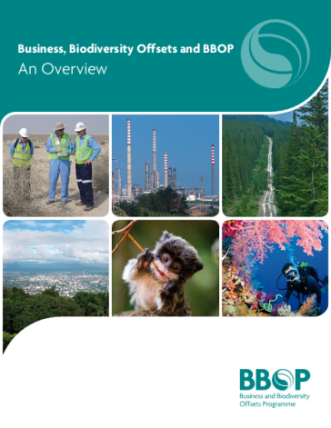 Business, Biodiversity Offsets and BBOP
An Overview
BBOP
Business and Biodiversity
Offsets Programme